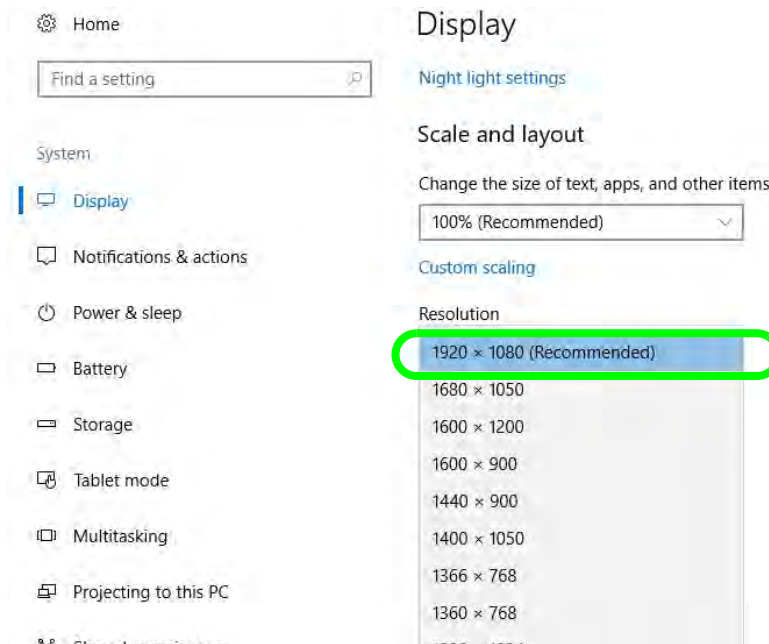 Home
Find a setting
System
Display
Notifications & actions
Power & sleep
Battery
Storage
Tablet mode
Multitasking
Projecting to this PC
Display
Night light settings
Scale and layout
Change the size of text, apps, and other items
100% (Recommended)
Custom scaling
Resolution
1920 × 1080 (Recommended)
1680 × 1050
1600 × 1200
1600 × 900
1440 × 900
1400 × 1050
1366 × 768
1360 × 768